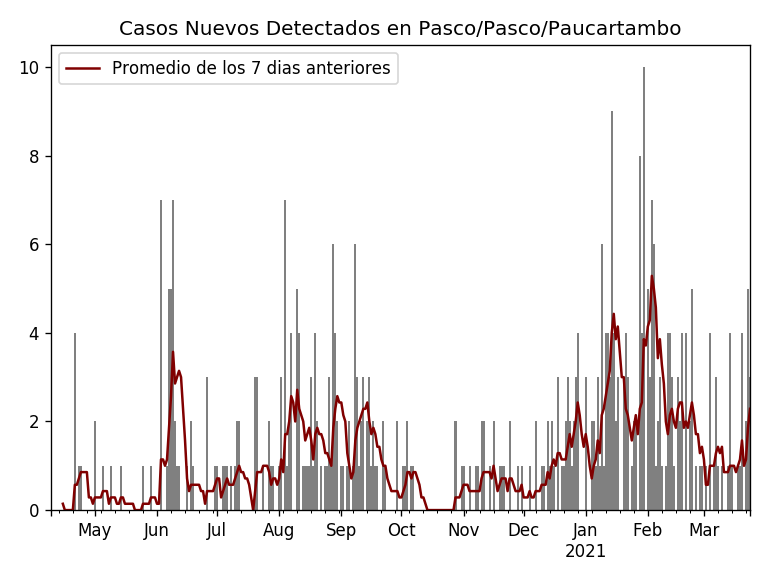 Casos Nuevos Detectados en Pasco/Pasco/Paucartambo
Promedio de los 7 dias anteriores
10
8
6
4
2
0
May Jun Jul Aug Sep Oct Nov Dec Jan Feb Mar
2021